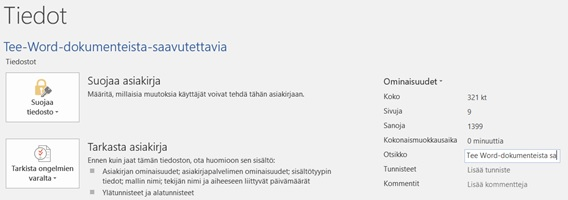 Tiedot
Tee-Word-dokumenteista-saavutettavia
Tiedostot
Suojaa tiedosto
Suojaa asiakirja
Määritä, millaisia muutoksia käyttäjät voivat tehdä tähän asiakirjaan.
Tarkista ongelmien
varalta
Tarkasta asiakirja
Ennen kuin jaat tämän tiedoston, ota huomioon sen sisältö:
Asiakirjan ominaisuudet; asiakirjapalvelimen ominaisuudet; sisältötyypin
tiedot; mallin nimi; tekijän nimi ja aiheeseen liittyvät päivämäärät
Ylätunnisteet ja alatunnisteet
Ominaisuudet
Koko 321 kt
Sivuja 9
Sanoja 1399
Kokonaismuokkausaika 0 minuuttia
Otsikko Tee Word-dokumenteista sa
Tunnisteet Lisää tunniste
Kommentit Lisää kommentteja